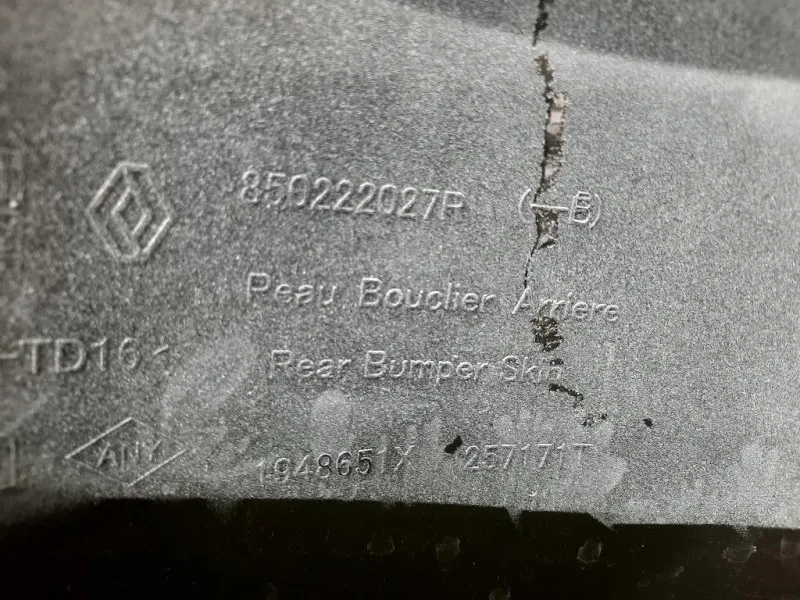 850222027R (--B)
Peau Bouclier Arriere
-TD16<
Rear Bumper Skin
ANY
1948651X 257171T